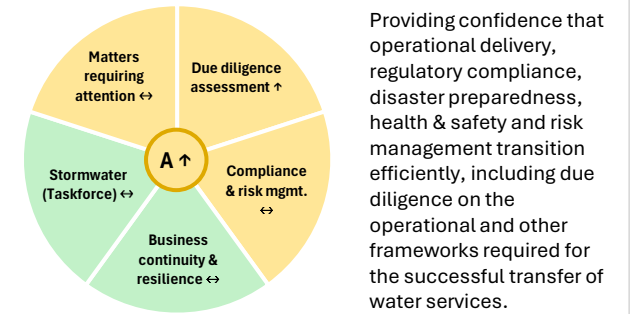 Matters
requiring
attention ↔
Due diligence
assessment ↑
Compliance
& risk mgmt.
↔
Business
continuity &
resilience ↔
Stormwater
(Taskforce) ↔
A ↑
Providing confidence that
operational delivery,
regulatory compliance,
disaster preparedness,
health & safety and risk
management transition
efficiently, including due
diligence on the
operational and other
frameworks required for
the successful transfer of
water services.